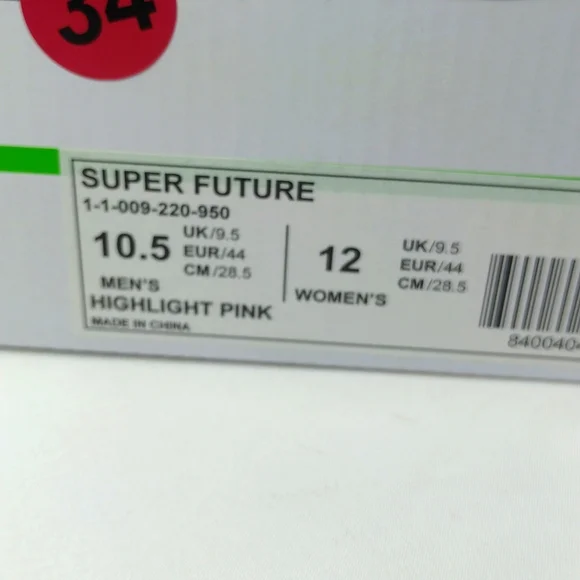 34
SUPER FUTURE
1-1-009-220-950
10.5 UK/9.5 EUR/44 CM/28.5
MEN'S
12 UK/9.5 EUR/44 CM/28.5
WOMEN'S
HIGHLIGHT PINK
MADE IN CHINA